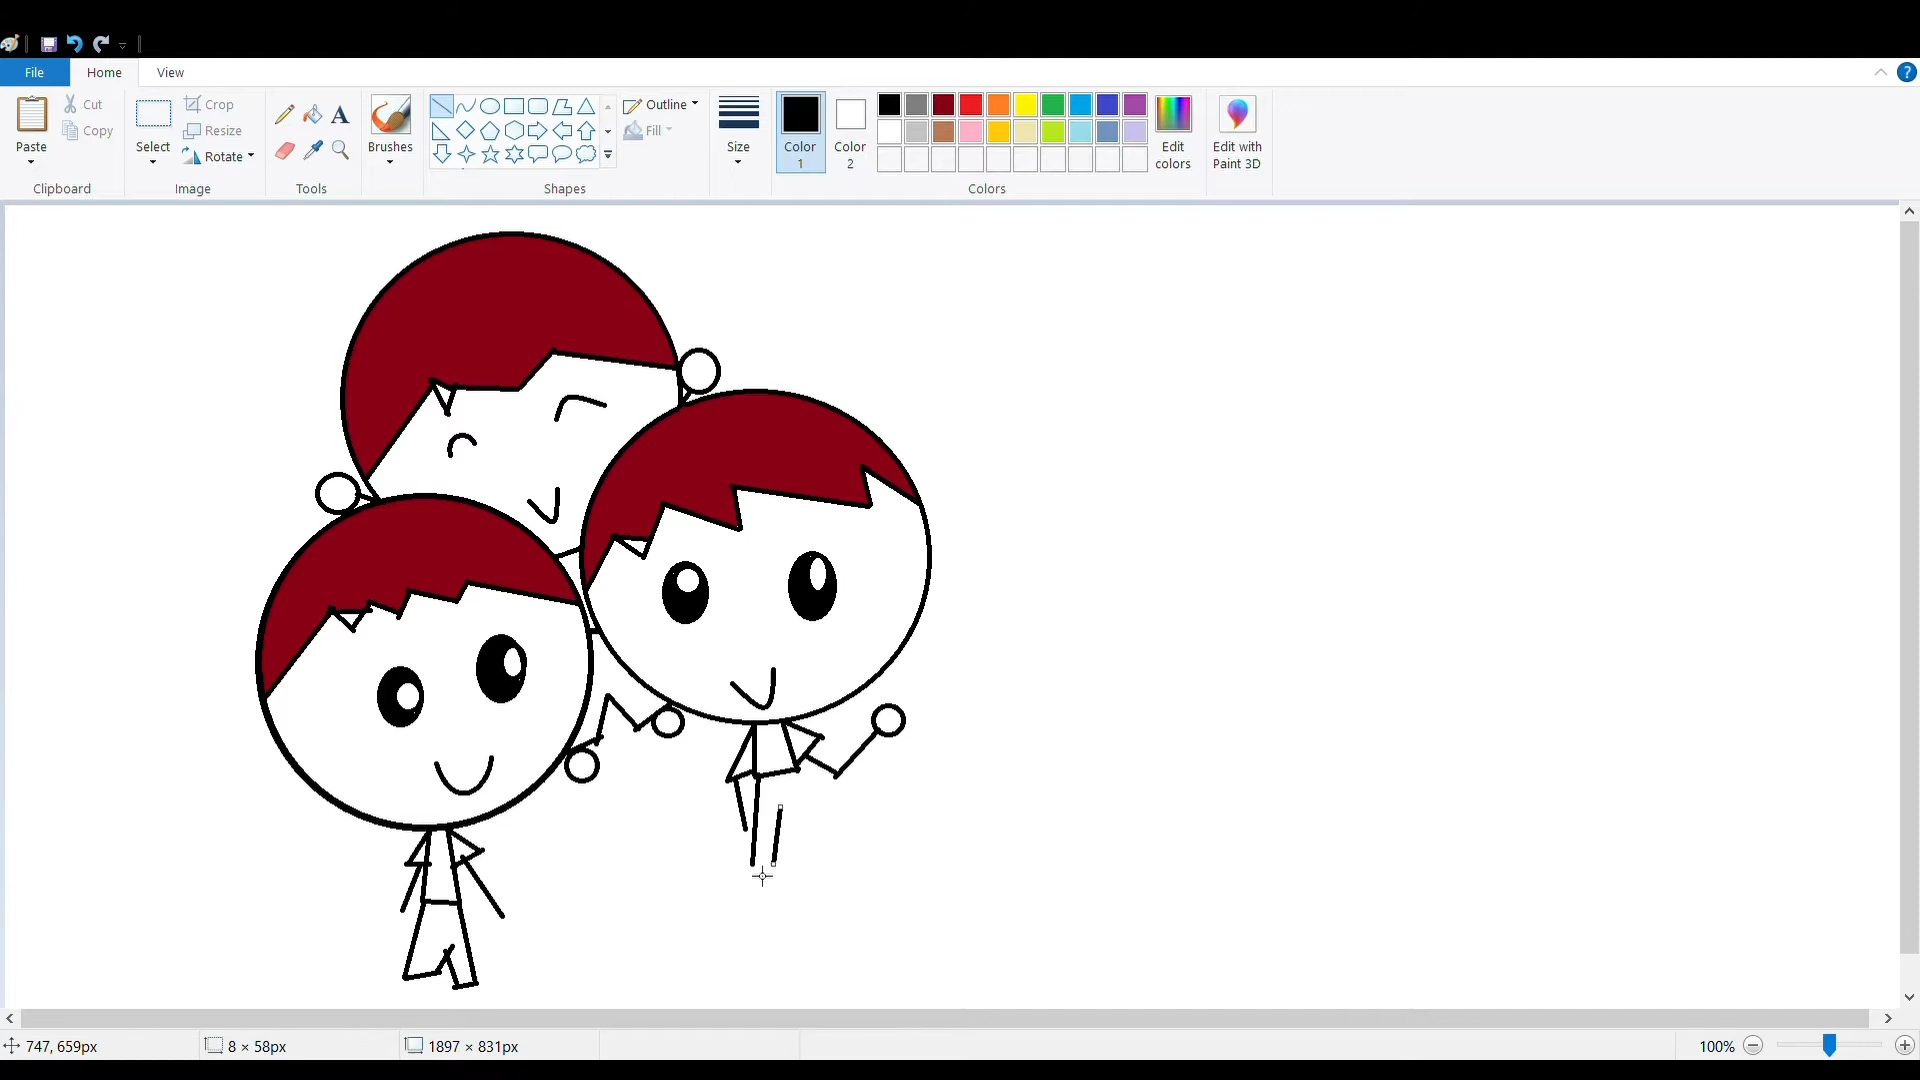 File Home View
Paste Cut Copy Clipboard
Select Crop Resize Rotate Image
A Tools
Brushes
Outline Fill Shapes
Size
Color 1
Color 2
Colors
Edit colors
Edit with Paint 3D
?
747, 659px 8 × 58px 1897 × 831px 100%